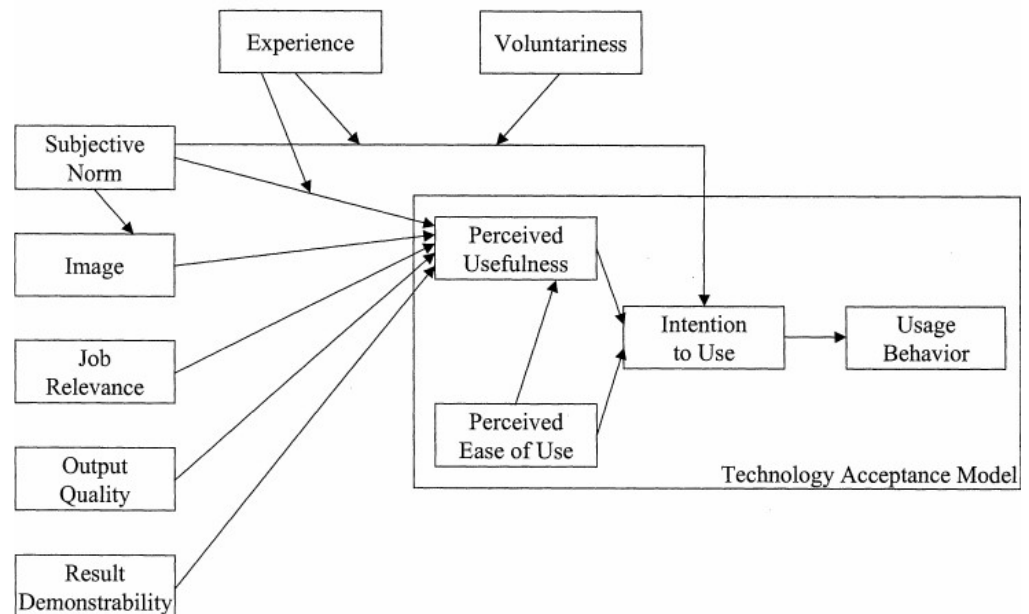 Experience
Voluntariness
Subjective
Norm
Image
Job
Relevance
Output
Quality
Result
Demonstrability
Perceived
Usefulness
Perceived
Ease of Use
Intention
to Use
Usage
Behavior
Technology Acceptance Model